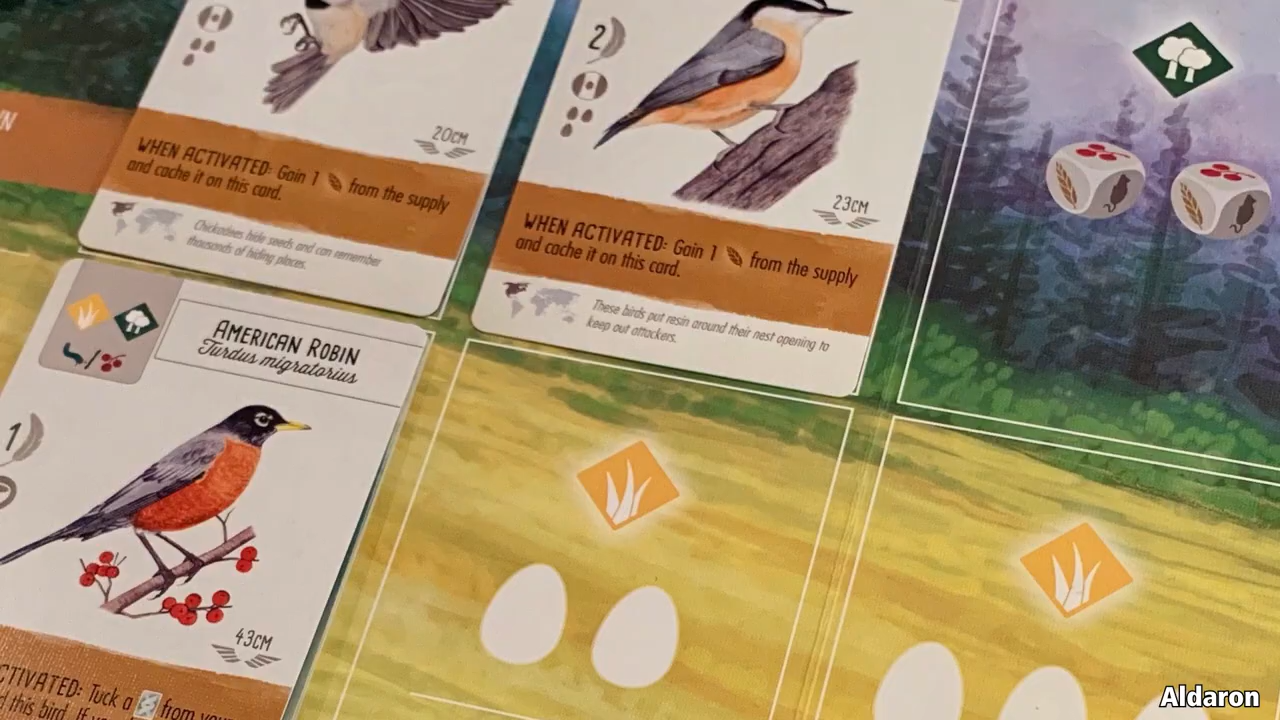 20CM
WHEN ACTIVATED: Gain 1 from the supply
and cache it on this card.
Chickadees hide seeds and can remember
thousands of hiding places.
2
23CM
WHEN ACTIVATED: Gain 1 from the supply
and cache it on this card.
These birds put resin around their nest opening to
keep out attackers.
AMERICAN ROBIN
Turdus migratorius
/
1
43CM
CTIVATED: Tuck a from your
d this bird. If
Aldaron